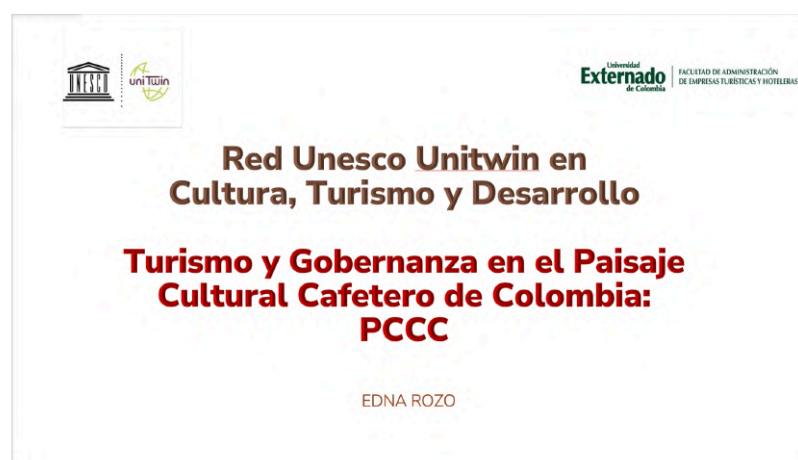 UNESCO
uniTwin
Universidad
Externado
de Colombia
FACULTAD DE ADMINISTRACIÓN
DE EMPRESAS TURÍSTICAS Y HOTELERAS
Red Unesco Unitwin en
Cultura, Turismo y Desarrollo
Turismo y Gobernanza en el Paisaje
Cultural Cafetero de Colombia:
PCCC
EDNA ROZO